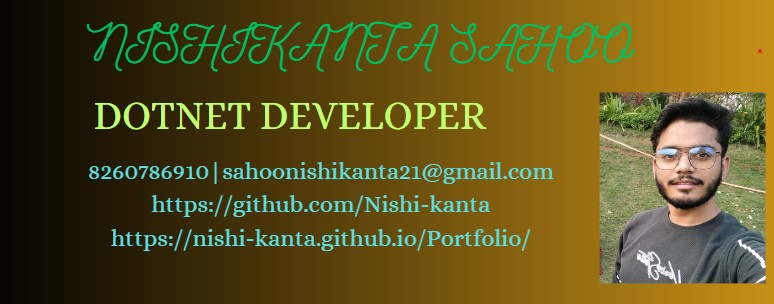 NISHIKANTA SAHOO
DOTNET DEVELOPER
8260786910|sahoonishikanta21@gmail.com
https://github.com/Nishi-kanta
https://nishi-kanta.github.io/Portfolio/